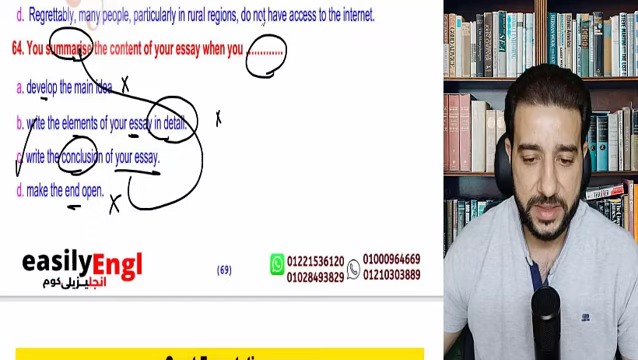 d. Regrettably, many people, particularly in rural regions, do not have access to the internet.
64. You summarise the content of your essay when you .............
a. develop the main idea
b. write the elements of your essay in detail.
c. write the conclusion of your essay.
d. make the end open.
easilyEngl
انجليزيلي كوم
(69)
01221536120
01028493829
01000964669
01210303889